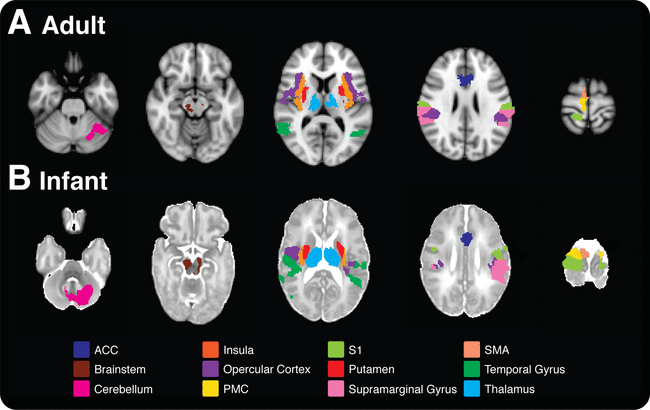 A Adult
B Infant
ACC Insula S1 SMA
Brainstem Opercular Cortex Putamen Temporal Gyrus
Cerebellum PMC Supramarginal Gyrus Thalamus